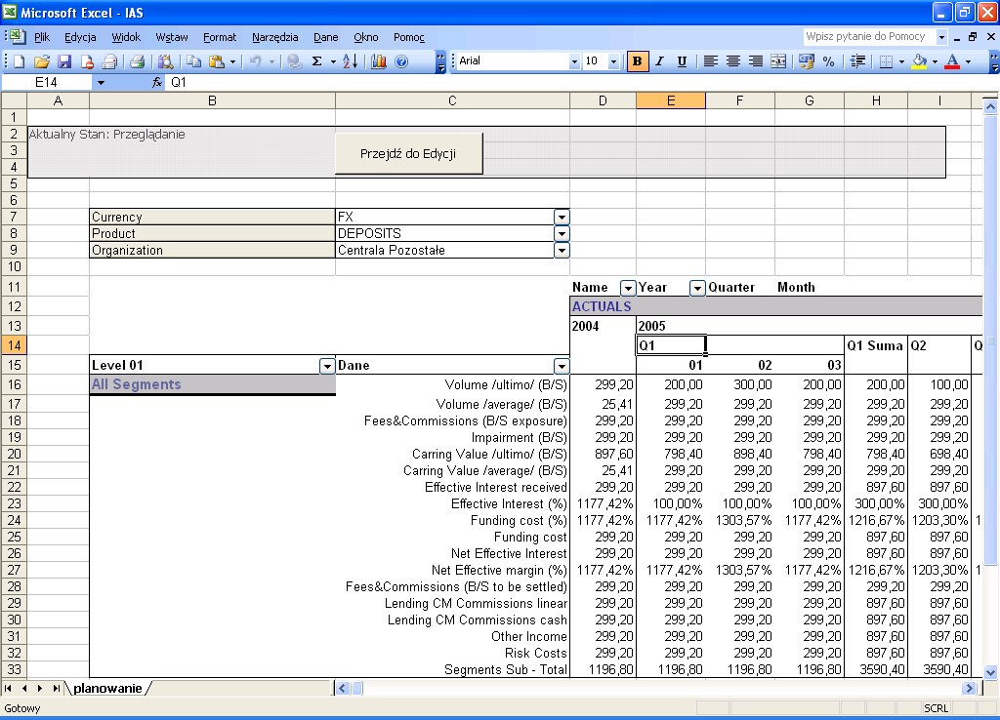 Microsoft Excel - IAS
Plik Edycja Widok Wstaw Format Narzędzia Dane Okno Pomoc Wpisz pytanie do Pomocy
Arial 10 B I U %
E14 fx Q1
A B C D E F G H I
1
2 Aktualny Stan: Przeglądanie
3 Przejdź do Edycji
4
5
6
7 Currency FX
8 Product DEPOSITS
9 Organization Centrala Pozostałe
10
11 Name Year Quarter Month
12 ACTUALS
13 2004 2005
14 Q1 Q1 Suma Q2 Q
15 Level 01 Dane 01 02 03
16 All Segments Volume /ultimo/ (B/S) 299,20 200,00 300,00 200,00 200,00 100,00
17 Volume /average/ (B/S) 25,41 299,20 299,20 299,20 299,20 299,20
18 Fees&Commissions (B/S exposure) 299,20 299,20 299,20 299,20 299,20 299,20
19 Impairment (B/S) 299,20 299,20 299,20 299,20 299,20 299,20
20 Carring Value /ultimo/ (B/S) 897,60 798,40 898,40 798,40 798,40 698,40
21 Carring Value /average/ (B/S) 25,41 299,20 299,20 299,20 299,20 299,20
22 Effective Interest received 299,20 299,20 299,20 299,20 897,60 897,60
23 Effective Interest (%) 1177,42% 100,00% 100,00% 100,00% 300,00% 300,00%
24 Funding cost (%) 1177,42% 1177,42% 1303,57% 1177,42% 1216,67% 1203,30% 1
25 Funding cost 299,20 299,20 299,20 299,20 897,60 897,60
26 Net Effective Interest 299,20 299,20 299,20 299,20 897,60 897,60
27 Net Effective margin (%) 1177,42% 1177,42% 1303,57% 1177,42% 1216,67% 1203,30% 1
28 Fees&Commissions (B/S to be settled) 299,20 299,20 299,20 299,20 299,20 299,20
29 Lending CM Commissions linear 299,20 299,20 299,20 299,20 897,60 897,60
30 Lending CM Commissions cash 299,20 299,20 299,20 299,20 897,60 897,60
31 Other Income 299,20 299,20 299,20 299,20 897,60 897,60
32 Risk Costs 299,20 299,20 299,20 299,20 897,60 897,60
33 Segments Sub - Total 1196,80 1196,80 1196,80 1196,80 3590,40 3590,40
planowanie
Gotowy SCRL